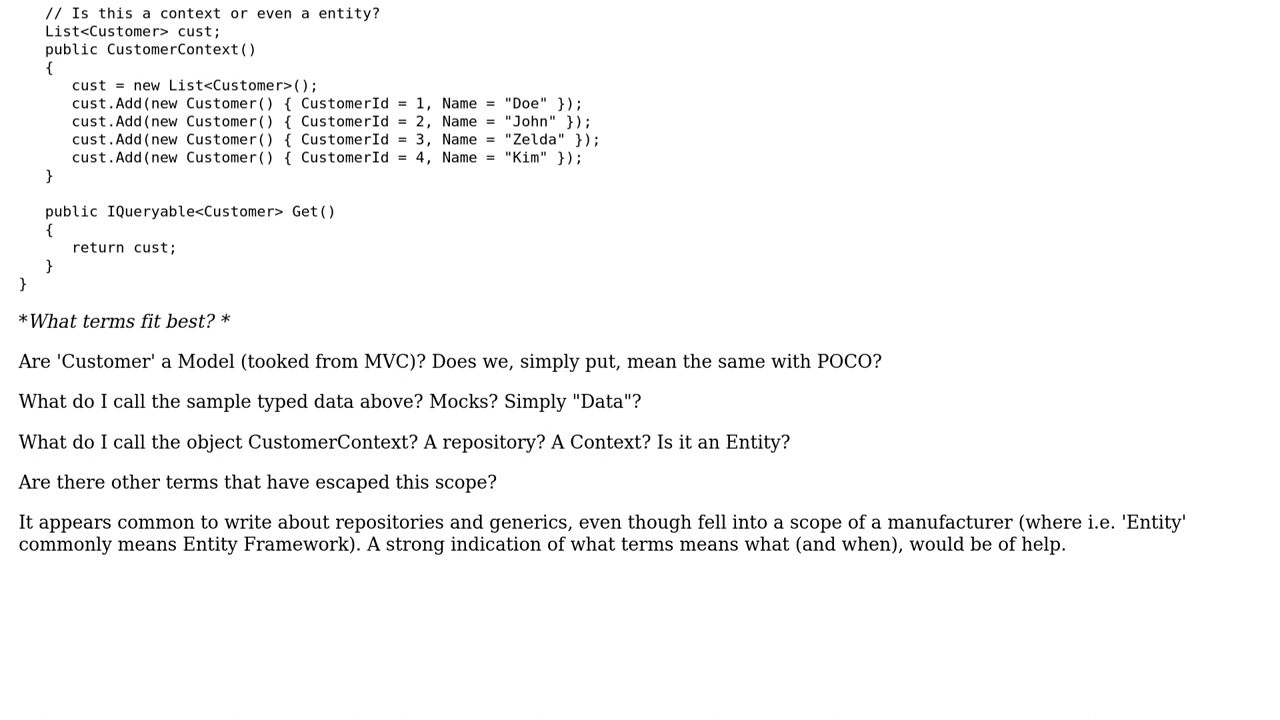 // Is this a context or even a entity?
List<Customer> cust;
public CustomerContext()
{
cust = new List<Customer>();
cust.Add(new Customer() { CustomerId = 1, Name = "Doe" });
cust.Add(new Customer() { CustomerId = 2, Name = "John" });
cust.Add(new Customer() { CustomerId = 3, Name = "Zelda" });
cust.Add(new Customer() { CustomerId = 4, Name = "Kim" });
}
public IQueryable<Customer> Get()
{
return cust;
}
}
*What terms fit best? *
Are 'Customer' a Model (tooked from MVC)? Does we, simply put, mean the same with POCO?
What do I call the sample typed data above? Mocks? Simply "Data"?
What do I call the object CustomerContext? A repository? A Context? Is it an Entity?
Are there other terms that have escaped this scope?
It appears common to write about repositories and generics, even though fell into a scope of a manufacturer (where i.e. 'Entity'
commonly means Entity Framework). A strong indication of what terms means what (and when), would be of help.